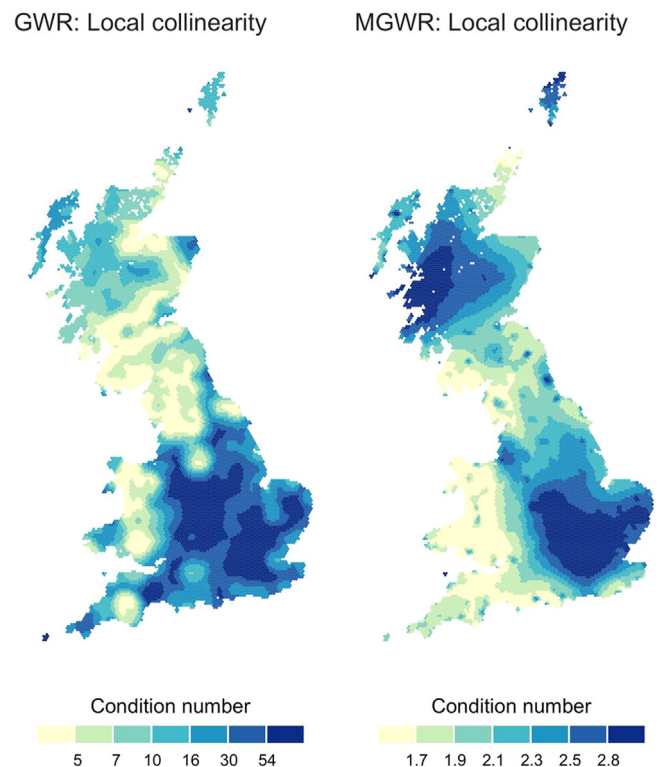 GWR: Local collinearity
MGWR: Local collinearity
Condition number
5 7 10 16 30 54
Condition number
1.7 1.9 2.1 2.3 2.5 2.8